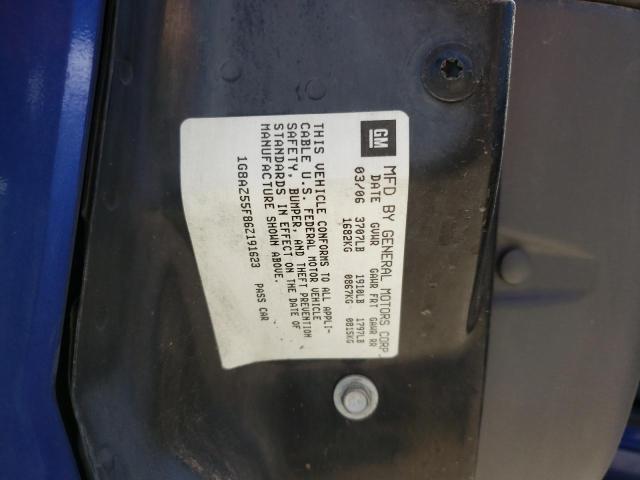 GM
MFD BY GENERAL MOTORS CORP
DATE GVWR GAWR FRT GAWR RR
03/06 3707LB 1910LB 1797LB
1682KG 0867KG 0815KG
THIS VEHICLE CONFORMS TO ALL APPLI-
CABLE U.S. FEDERAL MOTOR VEHICLE
SAFETY, BUMPER, AND THEFT PREVENTION
STANDARDS IN EFFECT ON THE DATE OF
MANUFACTURE SHOWN ABOVE.
1G8AZ55F86Z191623 PASS CAR